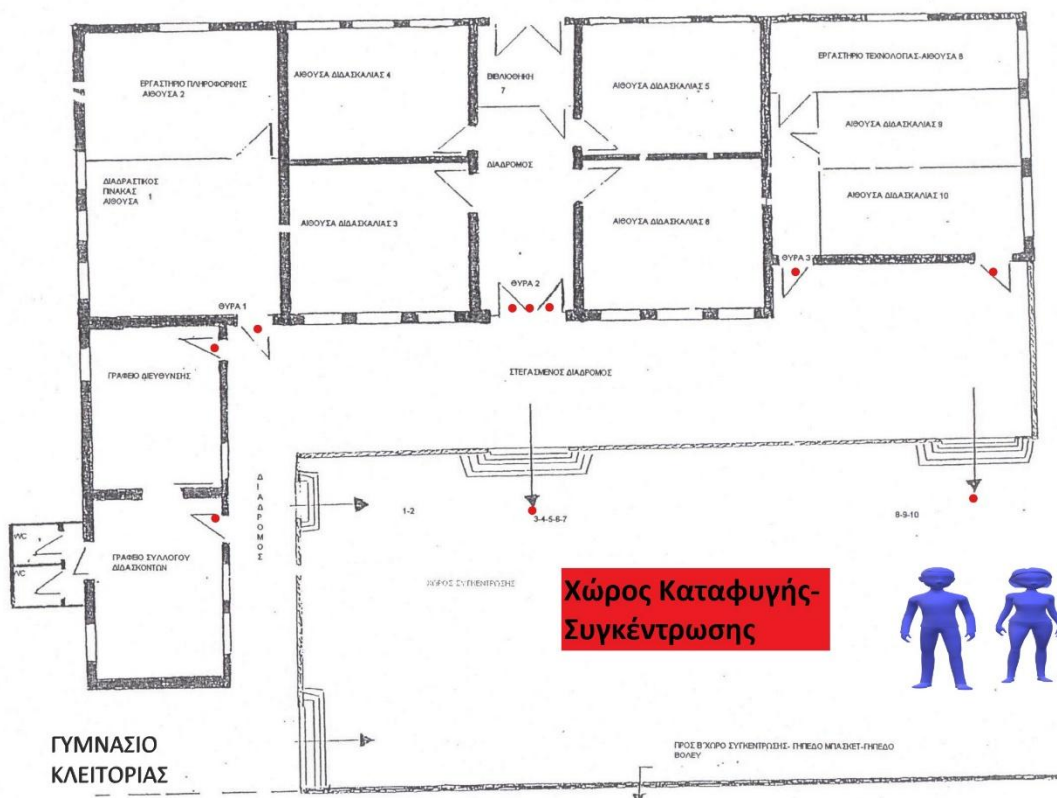 ΕΡΓΑΣΤΗΡΙΟ ΠΛΗΡΟΦΟΡΙΚΗΣ
ΑΙΘΟΥΣΑ 2
ΑΙΘΟΥΣΑ ΔΙΔΑΣΚΑΛΙΑΣ 4
ΒΙΒΛΙΟΘΗΚΗ
7
ΑΙΘΟΥΣΑ ΔΙΔΑΣΚΑΛΙΑΣ 5
ΕΡΓΑΣΤΗΡΙΟ ΤΕΧΝΟΛΟΓΙΑΣ-ΑΙΘΟΥΣΑ 8
ΑΙΘΟΥΣΑ ΔΙΔΑΣΚΑΛΙΑΣ 9
ΔΙΑΔΡΟΜΟΣ
ΔΙΑΔΡΑΣΤΙΚΟΣ
ΠΙΝΑΚΑΣ
ΑΙΘΟΥΣΑ 1
ΑΙΘΟΥΣΑ ΔΙΔΑΣΚΑΛΙΑΣ 3
ΑΙΘΟΥΣΑ ΔΙΔΑΣΚΑΛΙΑΣ 6
ΑΙΘΟΥΣΑ ΔΙΔΑΣΚΑΛΙΑΣ 10
ΘΥΡΑ 1
ΘΥΡΑ 2
ΘΥΡΑ 3
ΓΡΑΦΕΙΟ ΔΙΕΥΘΥΝΣΗΣ
ΣΤΕΓΑΣΜΕΝΟΣ ΔΙΑΔΡΟΜΟΣ
ΔΙΑΔΡΟΜΟΣ
1-2
3-4-5-6-7
8-9-10
WC
WC
ΓΡΑΦΕΙΟ ΣΥΛΛΟΓΟΥ
ΔΙΔΑΣΚΟΝΤΩΝ
ΧΩΡΟΣ ΣΥΓΚΕΝΤΡΩΣΗΣ
Χώρος Καταφυγής-
Συγκέντρωσης
ΓΥΜΝΑΣΙΟ
ΚΛΕΙΤΟΡΙΑΣ
ΠΡΟΣ Β'ΧΩΡΟ ΣΥΓΚΕΝΤΡΩΣΗΣ- ΓΗΠΕΔΟ ΜΠΑΣΚΕΤ-ΓΗΠΕΔΟ
ΒΟΛΕΥ